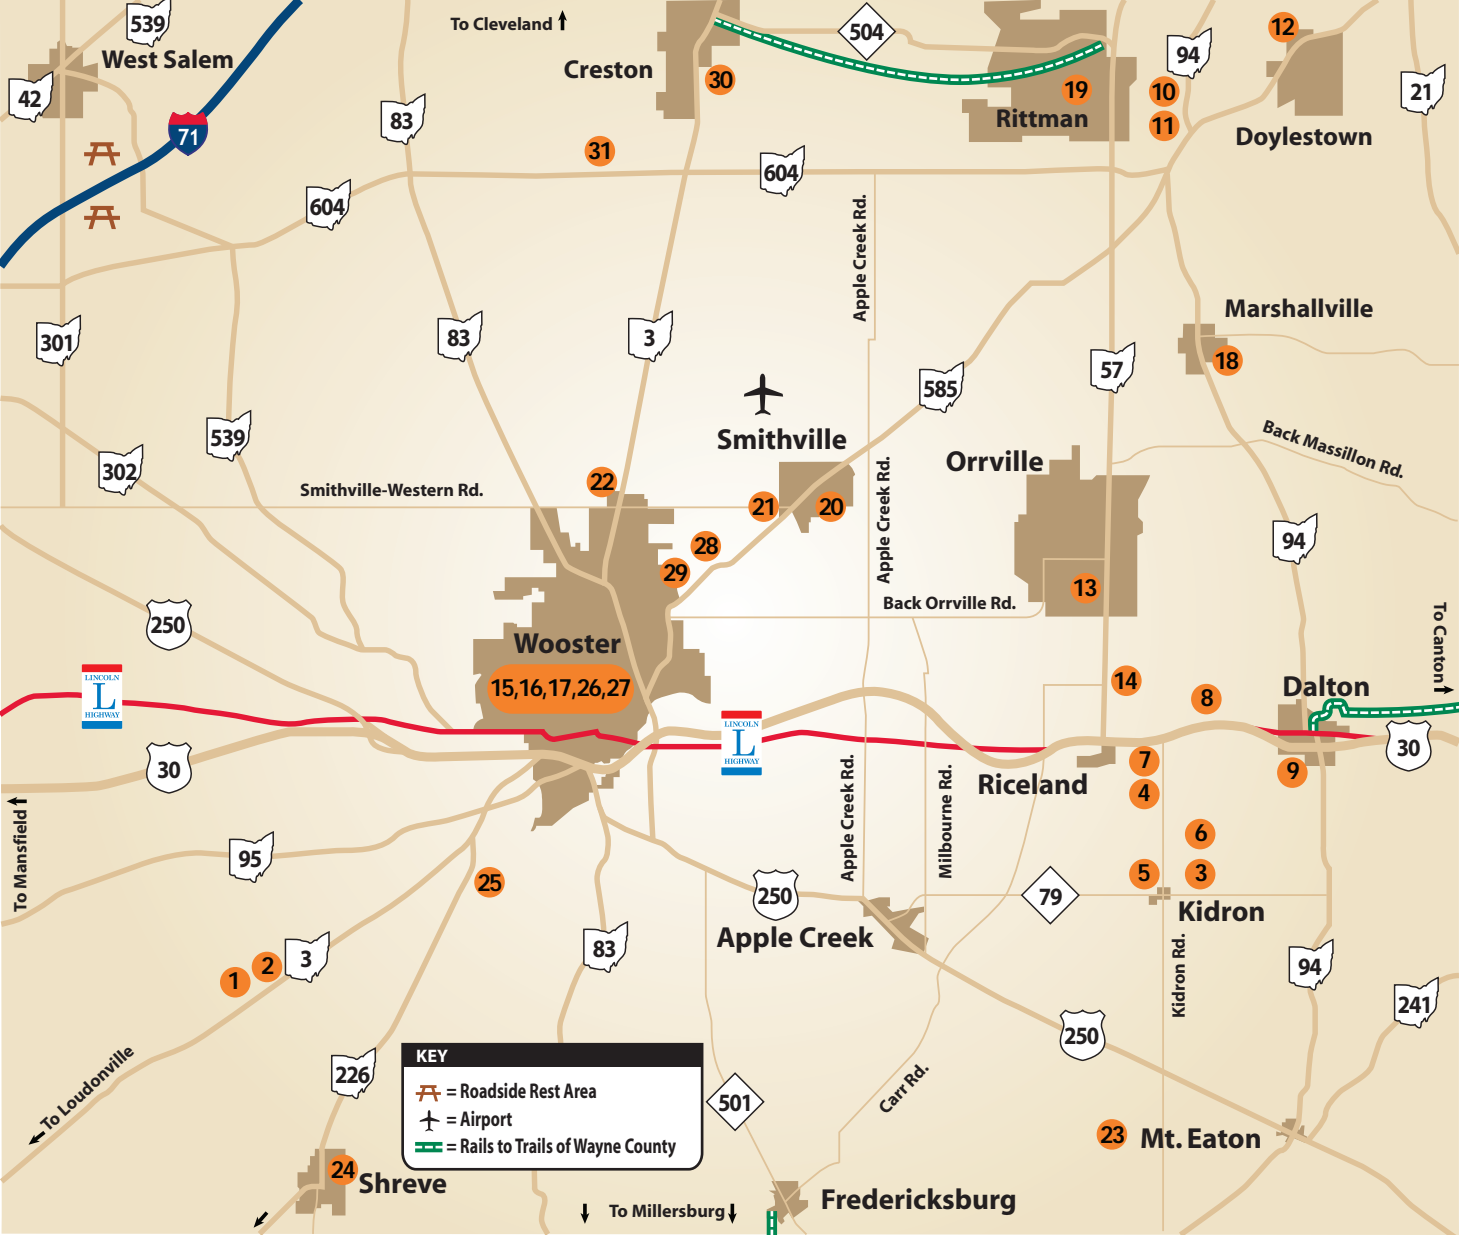 539
To Cleveland
504
12
West Salem
94
Creston
30
19
10
21
42
83
Rittman
11
Doylestown
71
31
604
604
Apple Creek Rd.
Marshallville
301
83
3
18
57
585
Smithville
539
Back Massillon Rd.
Orrville
302
22
Smithville-Western Rd.
21
20
Apple Creek Rd.
28
94
29
13
Back Orrville Rd.
250
To Canton
Wooster
15,16,17,26,27
14
8
Dalton
LINCOLN
L
HIGHWAY
LINCOLN
L
HIGHWAY
30
30
7
9
Riceland
4
To Mansfield
Apple Creek Rd.
Milbourne Rd.
6
95
5
3
25
250
79
Kidron
Apple Creek
3
83
2
1
94
Kidron Rd.
241
250
KEY
= Roadside Rest Area
= Airport
= Rails to Trails of Wayne County
226
To Loudonville
501
Carr Rd.
23
Mt. Eaton
24
Shreve
Fredericksburg
To Millersburg